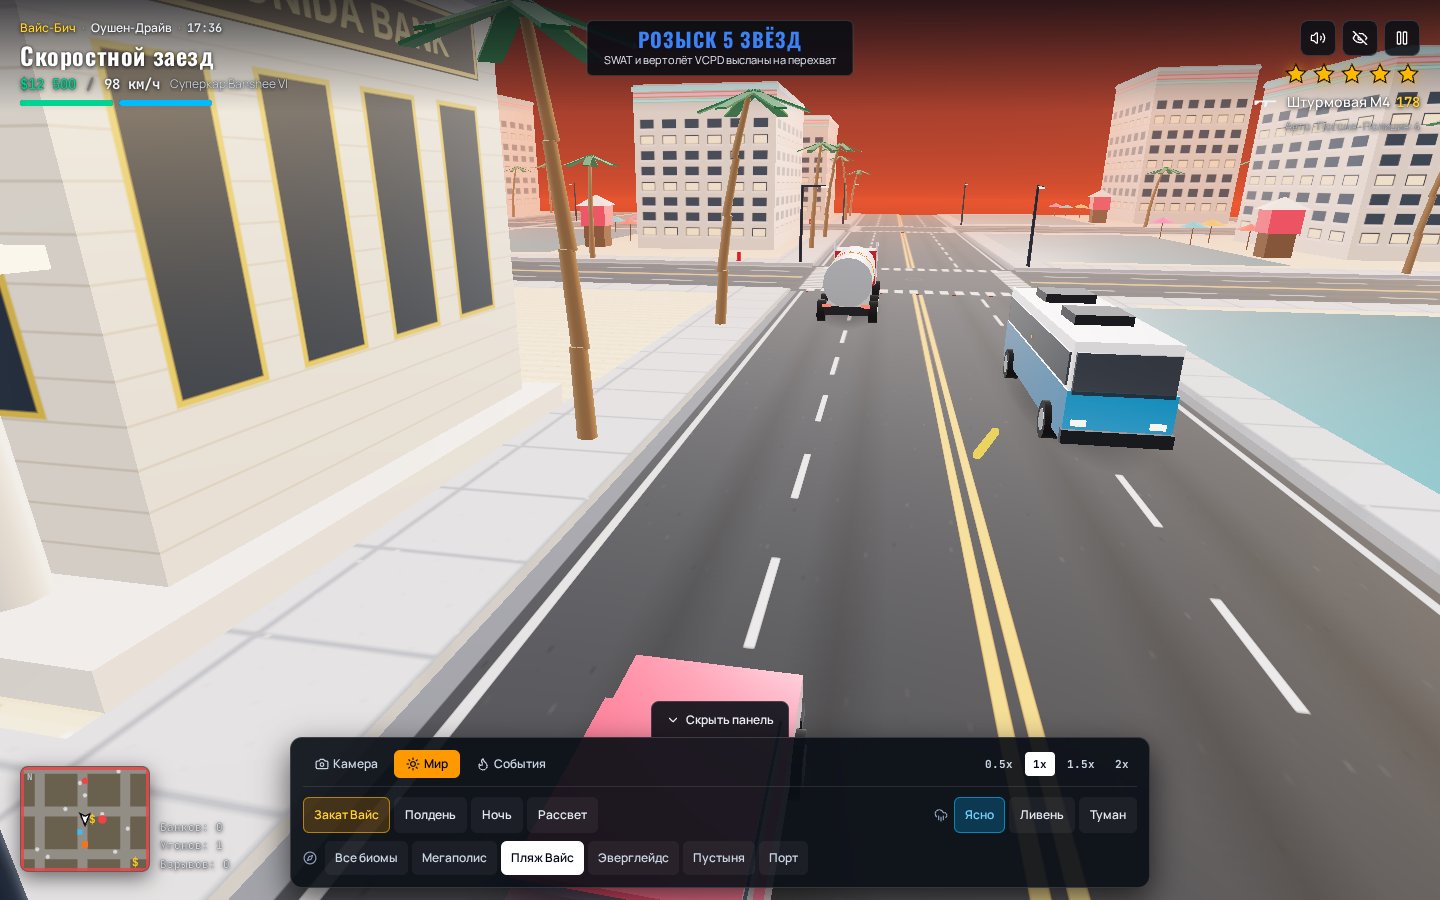 NIDA BANK
Вайс-Бич · Оушен-Драйв · 17:36
Скоростной заезд
$12 500 / 98 км/ч Суперкар Banshee VI
РОЗЫСК 5 ЗВЁЗД
SWAT и вертолёт VCPD высланы на перехват
Штурмовая M4 178
Скрыть панель
Камера Мир События
0.5x 1x 1.5x 2x
Закат Вайс Полдень Ночь Рассвет
Ясно Ливень Туман
Все биомы Мегаполис Пляж Вайс Эверглейдс Пустыня Порт
N
$
$
Банков: 0
Угонов: 1
Взрывов: 0